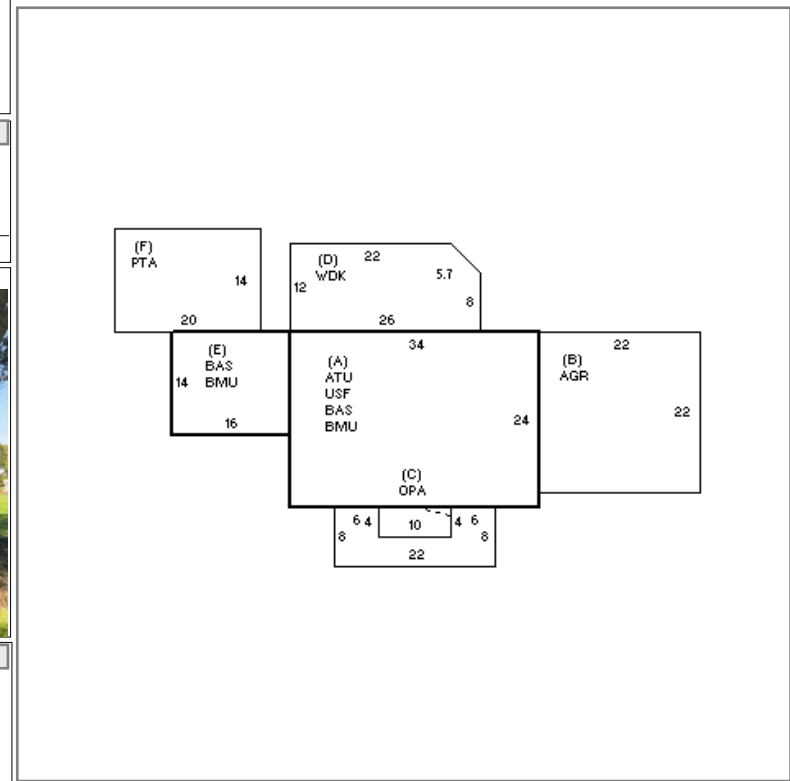 (F)
PTA
14
20
(D)
WDK
22
5.7
12
8
26
(E)
BAS
BMU
14
16
34
(A)
ATU
USF
BAS
BMU
24
(B)
AGR
22
22
(C)
OPA
6 4
10
4 6
8
8
22